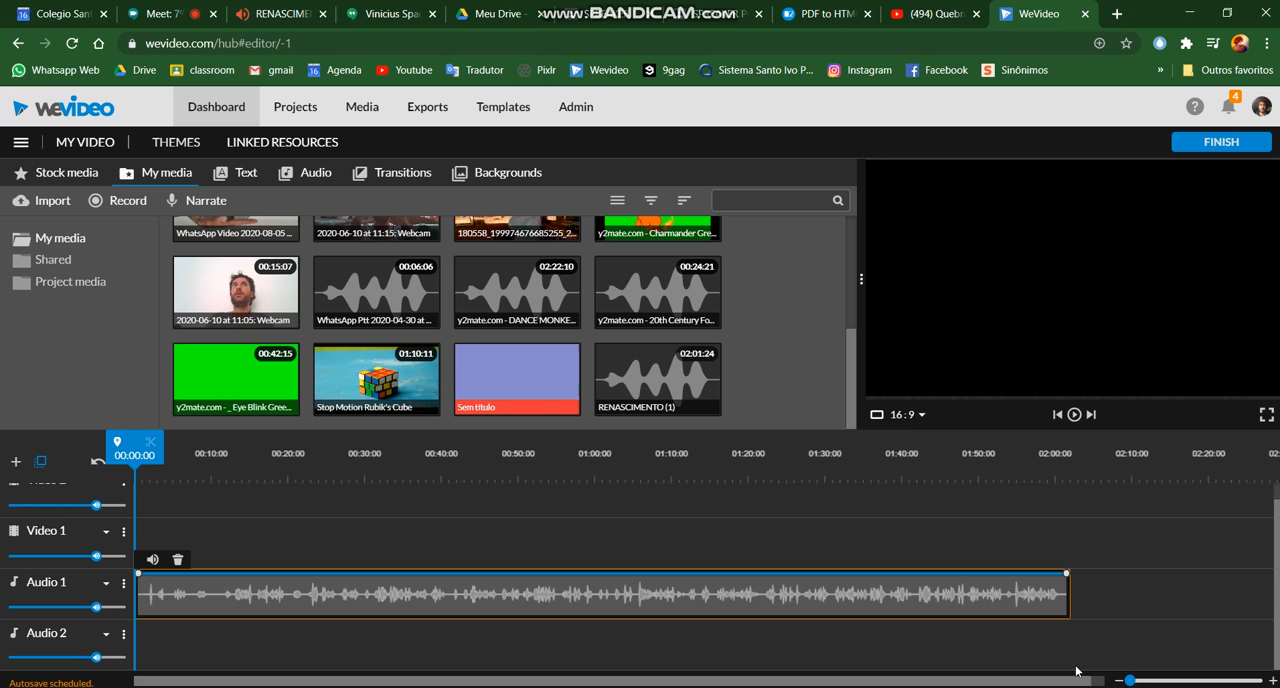 Colegio San
Meet: 7°
RENASCIME
Vinicius Spa
Meu Drive -
www.BANDICAM.com
PDF to HTM
(494) Quebr
WeVideo
wevideo.com/hub#editor/-1
Whatsapp Web Drive classroom gmail Agenda Youtube Tradutor Pixlr Wevideo 9gag Sistema Santo Ivo P... Instagram Facebook Sinônimos » Outros favoritos
WEVIDEO Dashboard Projects Media Exports Templates Admin 4
MY VIDEO THEMES LINKED RESOURCES FINISH
Stock media My media Text Audio Transitions Backgrounds
Import Record Narrate
My media
Shared
Project media
WhatsApp Video 2020-08-05 ... 2020-06-10 at 11:15: Webcam 180558_199974676685255_2... y2mate.com - Charmander Gre...
00:15:07 00:06:06 02:22:10 00:24:21
2020-06-10 at 11:05: Webcam WhatsApp Ptt 2020-04-30 at ... y2mate.com - DANCE MONKE... y2mate.com - 20th Century Fo...
00:42:15 01:10:11 02:01:24
y2mate.com - _ Eye Blink Gree... Stop Motion Rubik's Cube Sem título RENASCIMENTO (1)
16:9
00:00:00 00:10:00 00:20:00 00:30:00 00:40:00 00:50:00 01:00:00 01:10:00 01:20:00 01:30:00 01:40:00 01:50:00 02:00:00 02:10:00 02:20:00 02:
Video 1
Audio 1
Audio 2
Autosave scheduled.